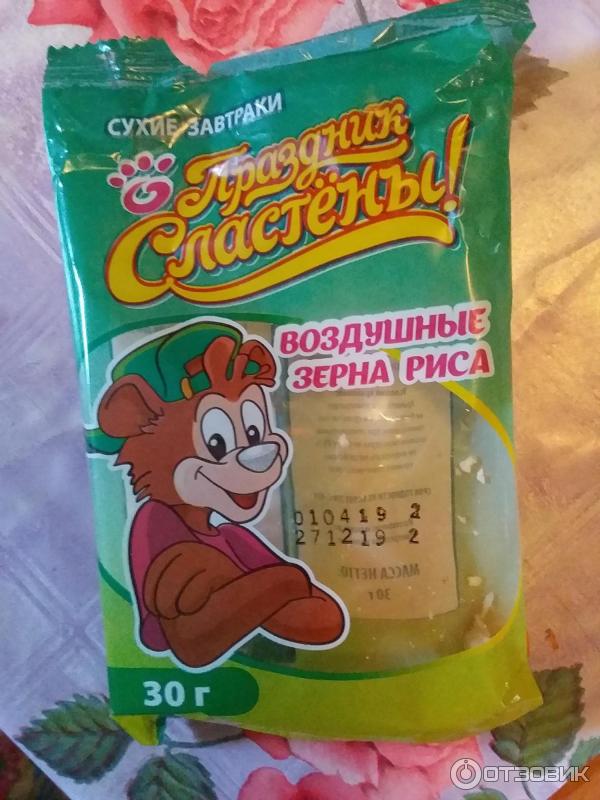 СУХИЕ ЗАВТРАКИ
Праздник
Сластёны!
ВОЗДУШНЫЕ
ЗЕРНА РИСА
010419 2
271219 2
МАССА НЕТТО:
30 г
30 г
ОТЗОВИК